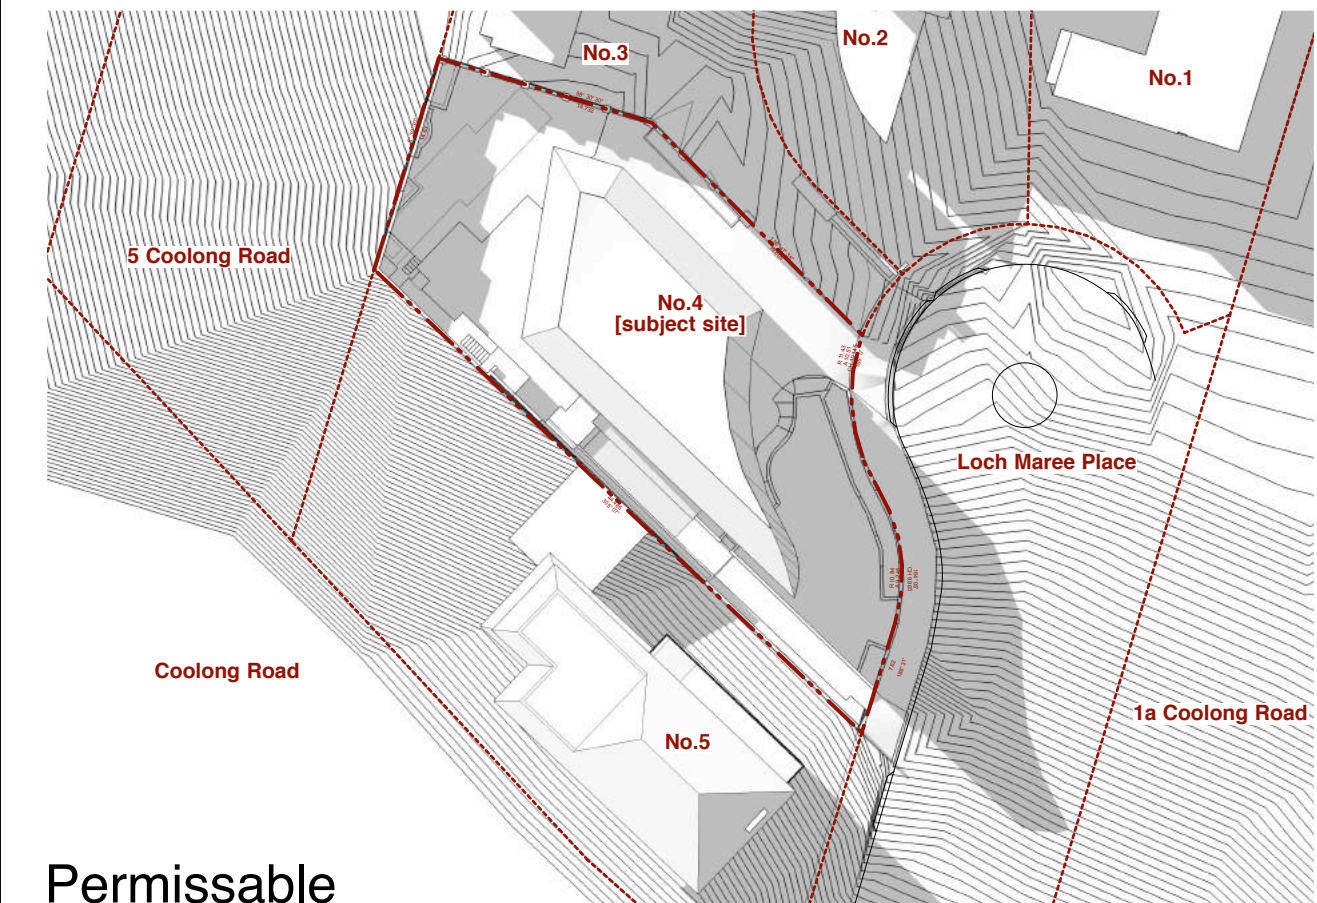 No.3
No.2
No.1
5 Coolong Road
No.4
[subject site]
Loch Maree Place
Coolong Road
1a Coolong Road
No.5
Permissable